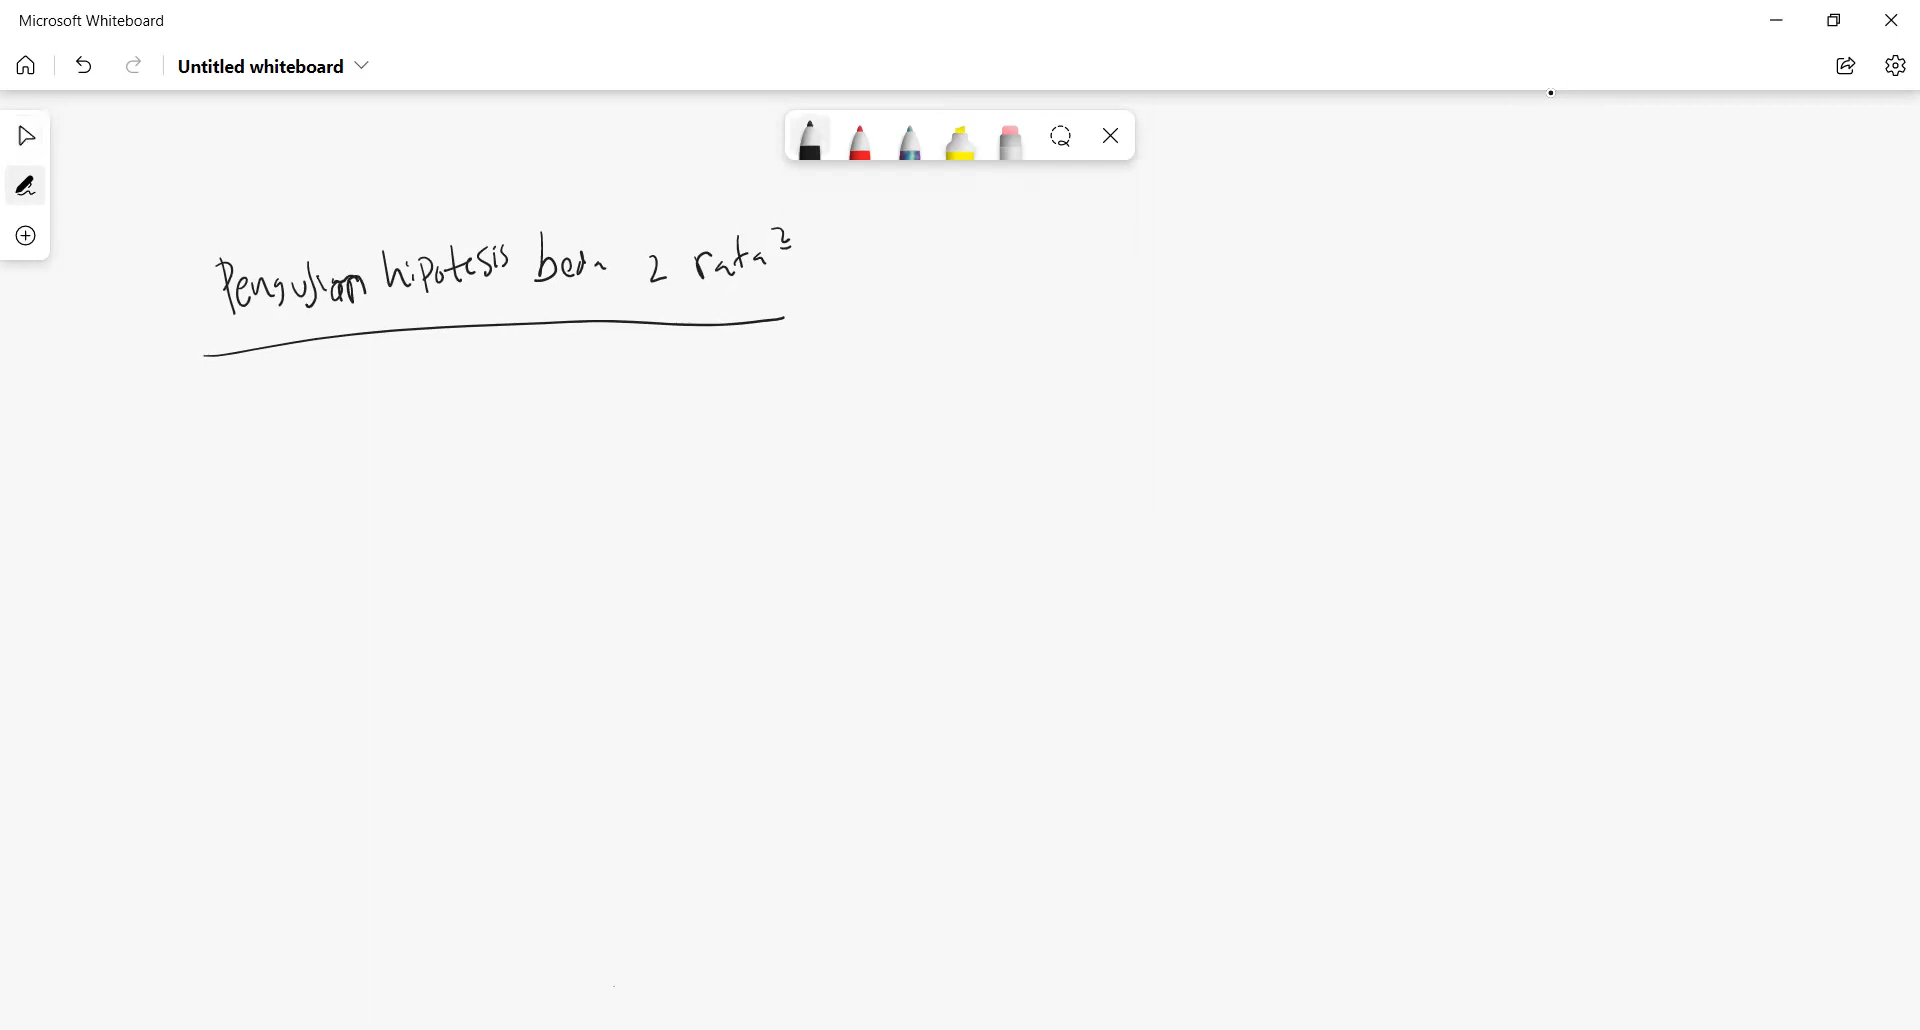 Microsoft Whiteboard
Untitled whiteboard
Pengujian hipotesis beda 2 rata²